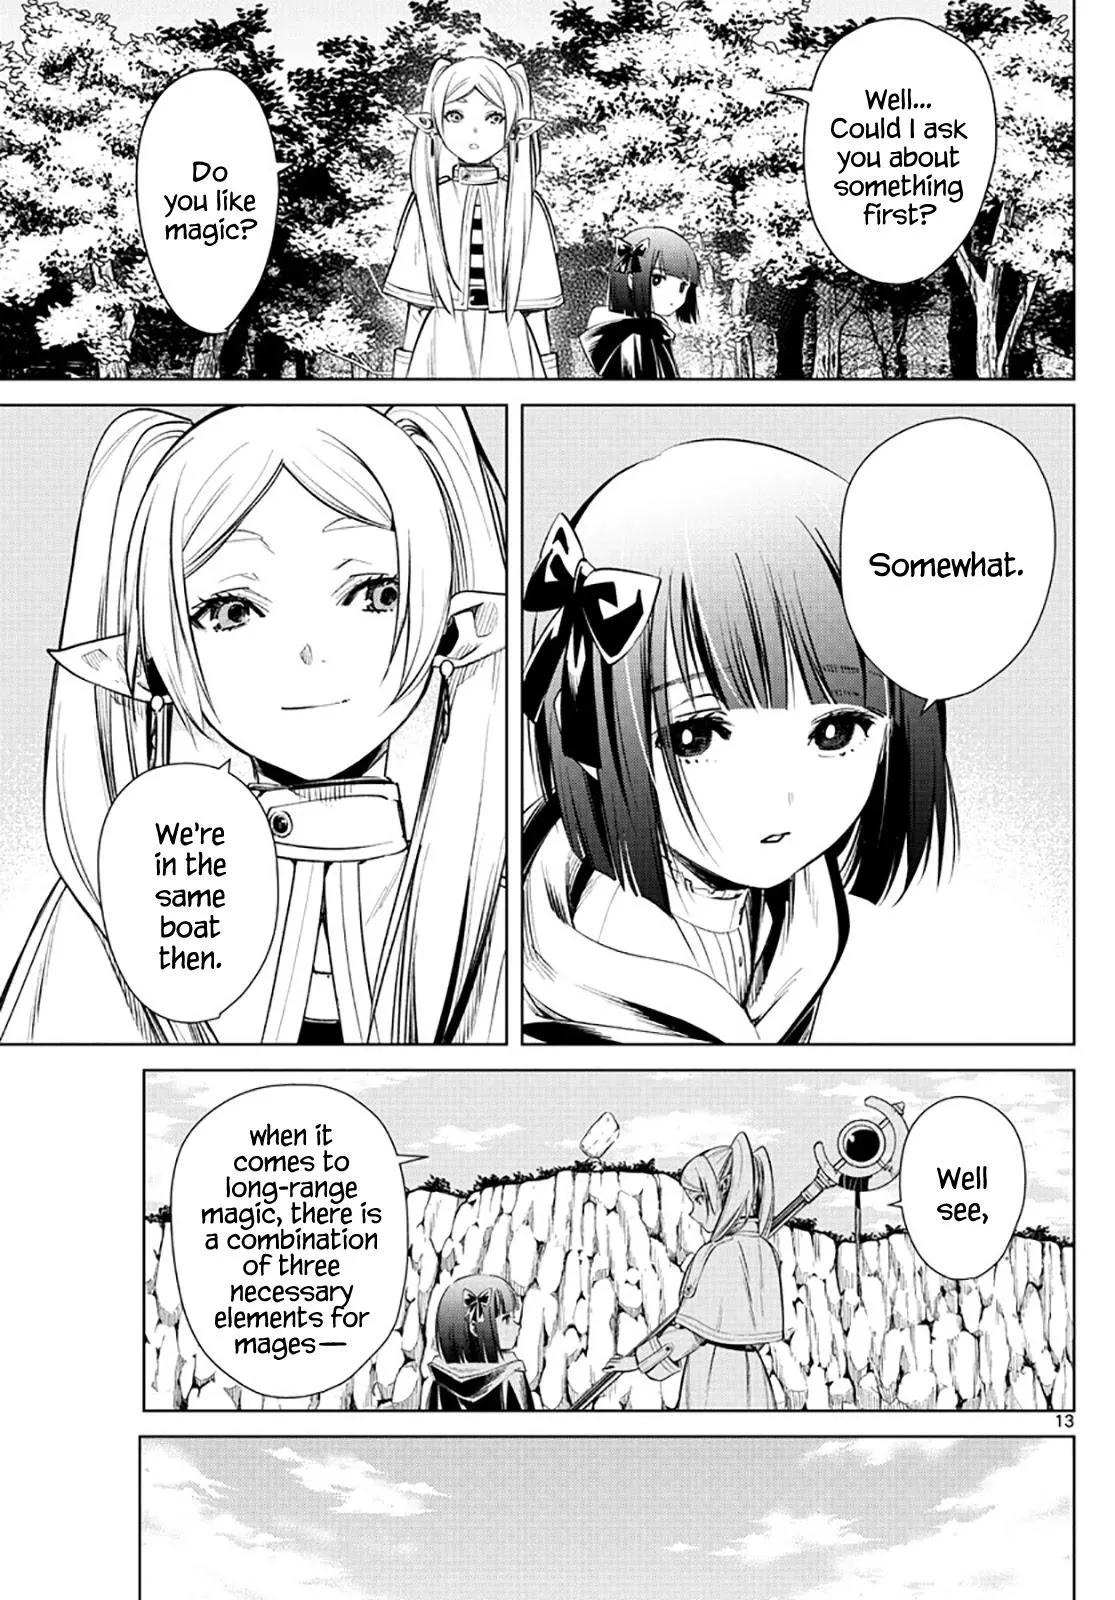 Well...
Could I ask
you about
something
first?
Do
you like
magic?
Somewhat.
We're
in the
same
boat
then.
Well
see,
when it
comes to
long-range
magic, there is
a combination
of three
necessary
elements for
mages—
13